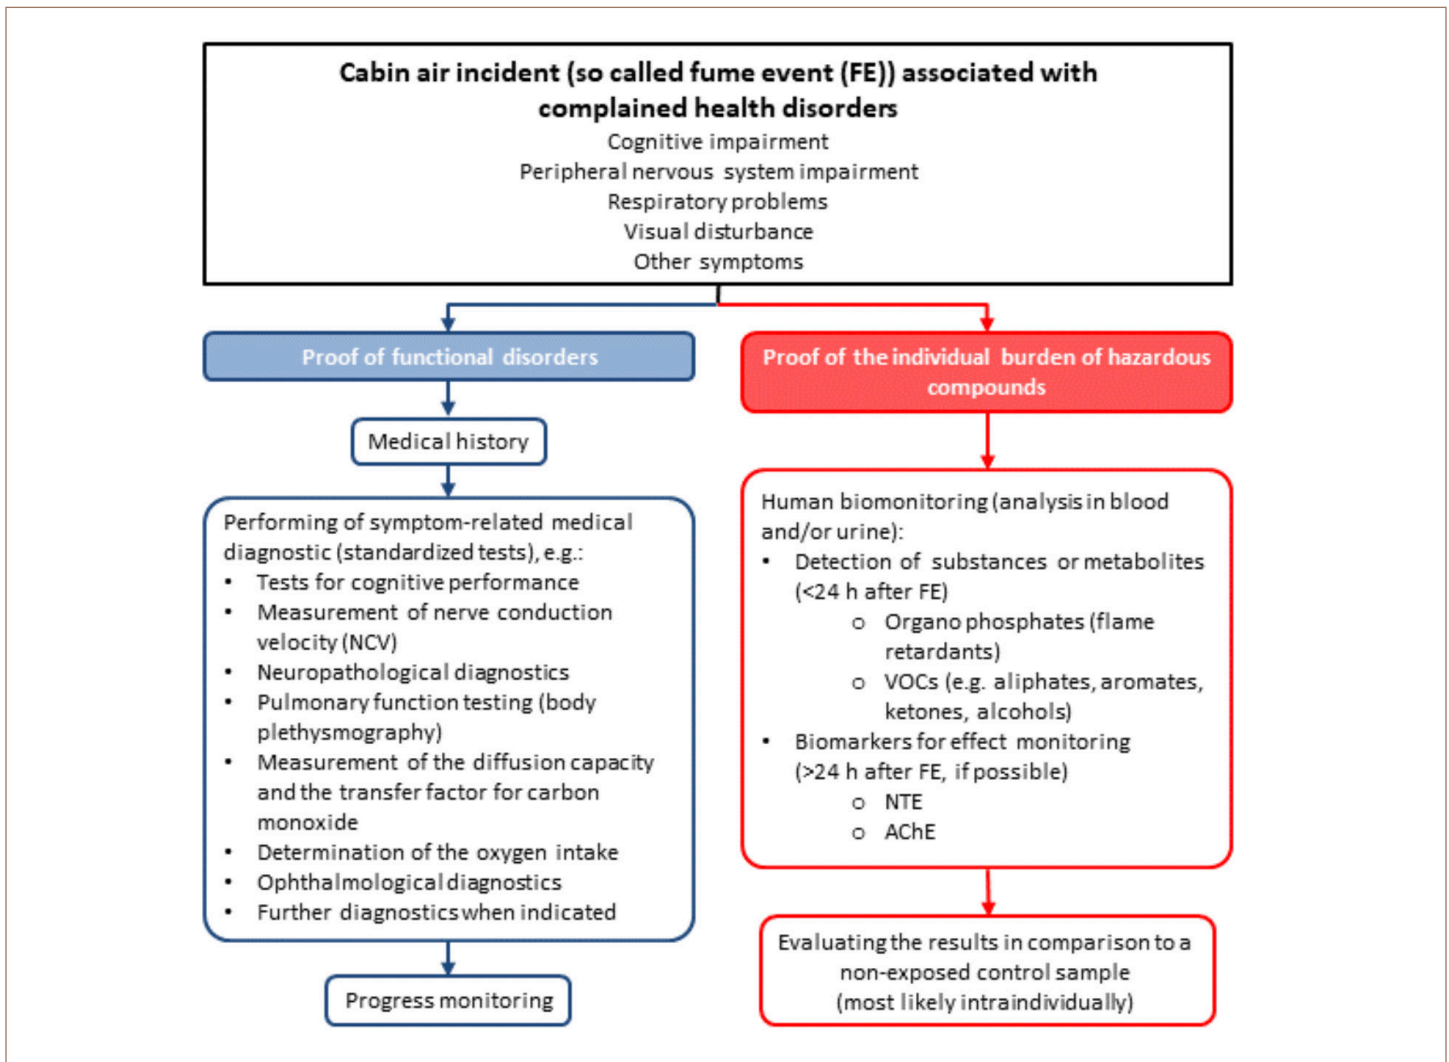 Cabin air incident (so called fume event (FE)) associated with
complained health disorders
Cognitive impairment
Peripheral nervous system impairment
Respiratory problems
Visual disturbance
Other symptoms
Proof of functional disorders
Medical history
Performing of symptom-related medical
diagnostic (standardized tests), e.g.:
• Tests for cognitive performance
• Measurement of nerve conduction
velocity (NCV)
• Neuropathological diagnostics
• Pulmonary function testing (body
plethysmography)
• Measurement of the diffusion capacity
and the transfer factor for carbon
monoxide
• Determination of the oxygen intake
• Ophthalmological diagnostics
• Further diagnostics when indicated
Progress monitoring
Proof of the individual burden of hazardous
compounds
Human biomonitoring (analysis in blood
and/or urine):
• Detection of substances or metabolites
(<24 h after FE)
o Organo phosphates (flame
retardants)
o VOCs (e.g. aliphates, aromates,
ketones, alcohols)
• Biomarkers for effect monitoring
(>24 h after FE, if possible)
o NTE
o AChE
Evaluating the results in comparison to a
non-exposed control sample
(most likely intraindividually)